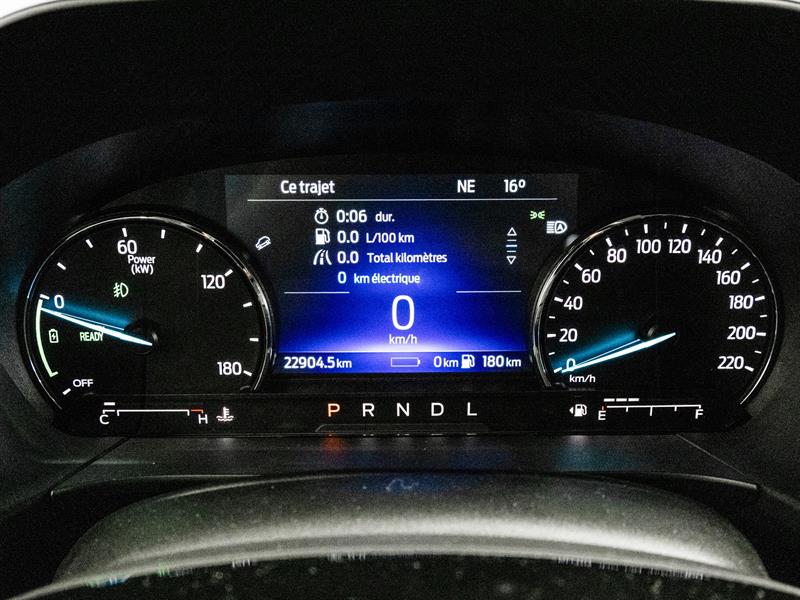 Ce trajet NE 16°
0:06 dur.
0.0 L/100 km
0.0 Total kilomètres
0 km électrique
0
km/h
22904.5 km 0 km 180 km
0 60 120 180
Power
(kW)
READY
OFF
0 20 40 60 80 100 120 140 160 180 200 220
km/h
C H
P R N D L
E F